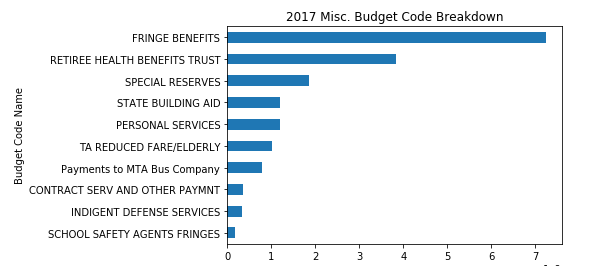 2017 Misc. Budget Code Breakdown
Budget Code Name
FRINGE BENEFITS
RETIREE HEALTH BENEFITS TRUST
SPECIAL RESERVES
STATE BUILDING AID
PERSONAL SERVICES
TA REDUCED FARE/ELDERLY
Payments to MTA Bus Company
CONTRACT SERV AND OTHER PAYMNT
INDIGENT DEFENSE SERVICES
SCHOOL SAFETY AGENTS FRINGES
0 1 2 3 4 5 6 7